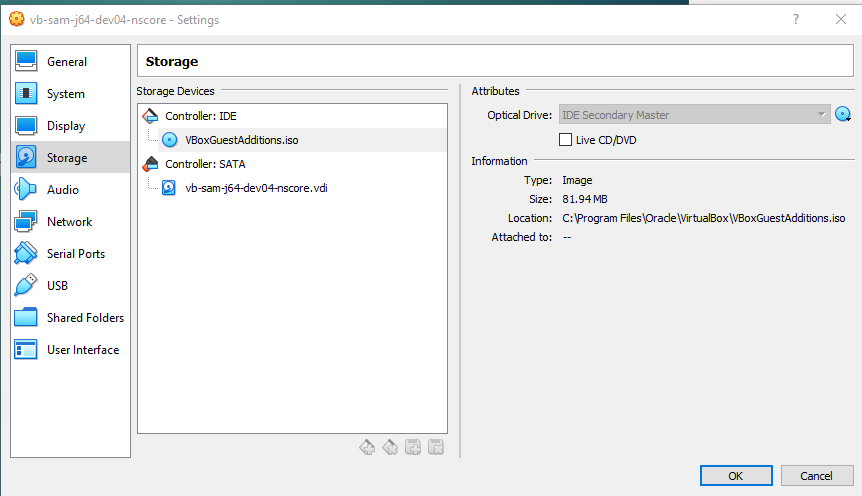 vb-sam-j64-dev04-nscore - Settings
?
General
System
Display
Storage
Audio
Network
Serial Ports
USB
Shared Folders
User Interface
Storage
Storage Devices
Controller: IDE
VBoxGuestAdditions.iso
Controller: SATA
vb-sam-j64-dev04-nscore.vdi
Attributes
Optical Drive: IDE Secondary Master
Live CD/DVD
Information
Type: Image
Size: 81.94 MB
Location: C:\Program Files\Oracle\VirtualBox\VBoxGuestAdditions.iso
Attached to: --
OK Cancel